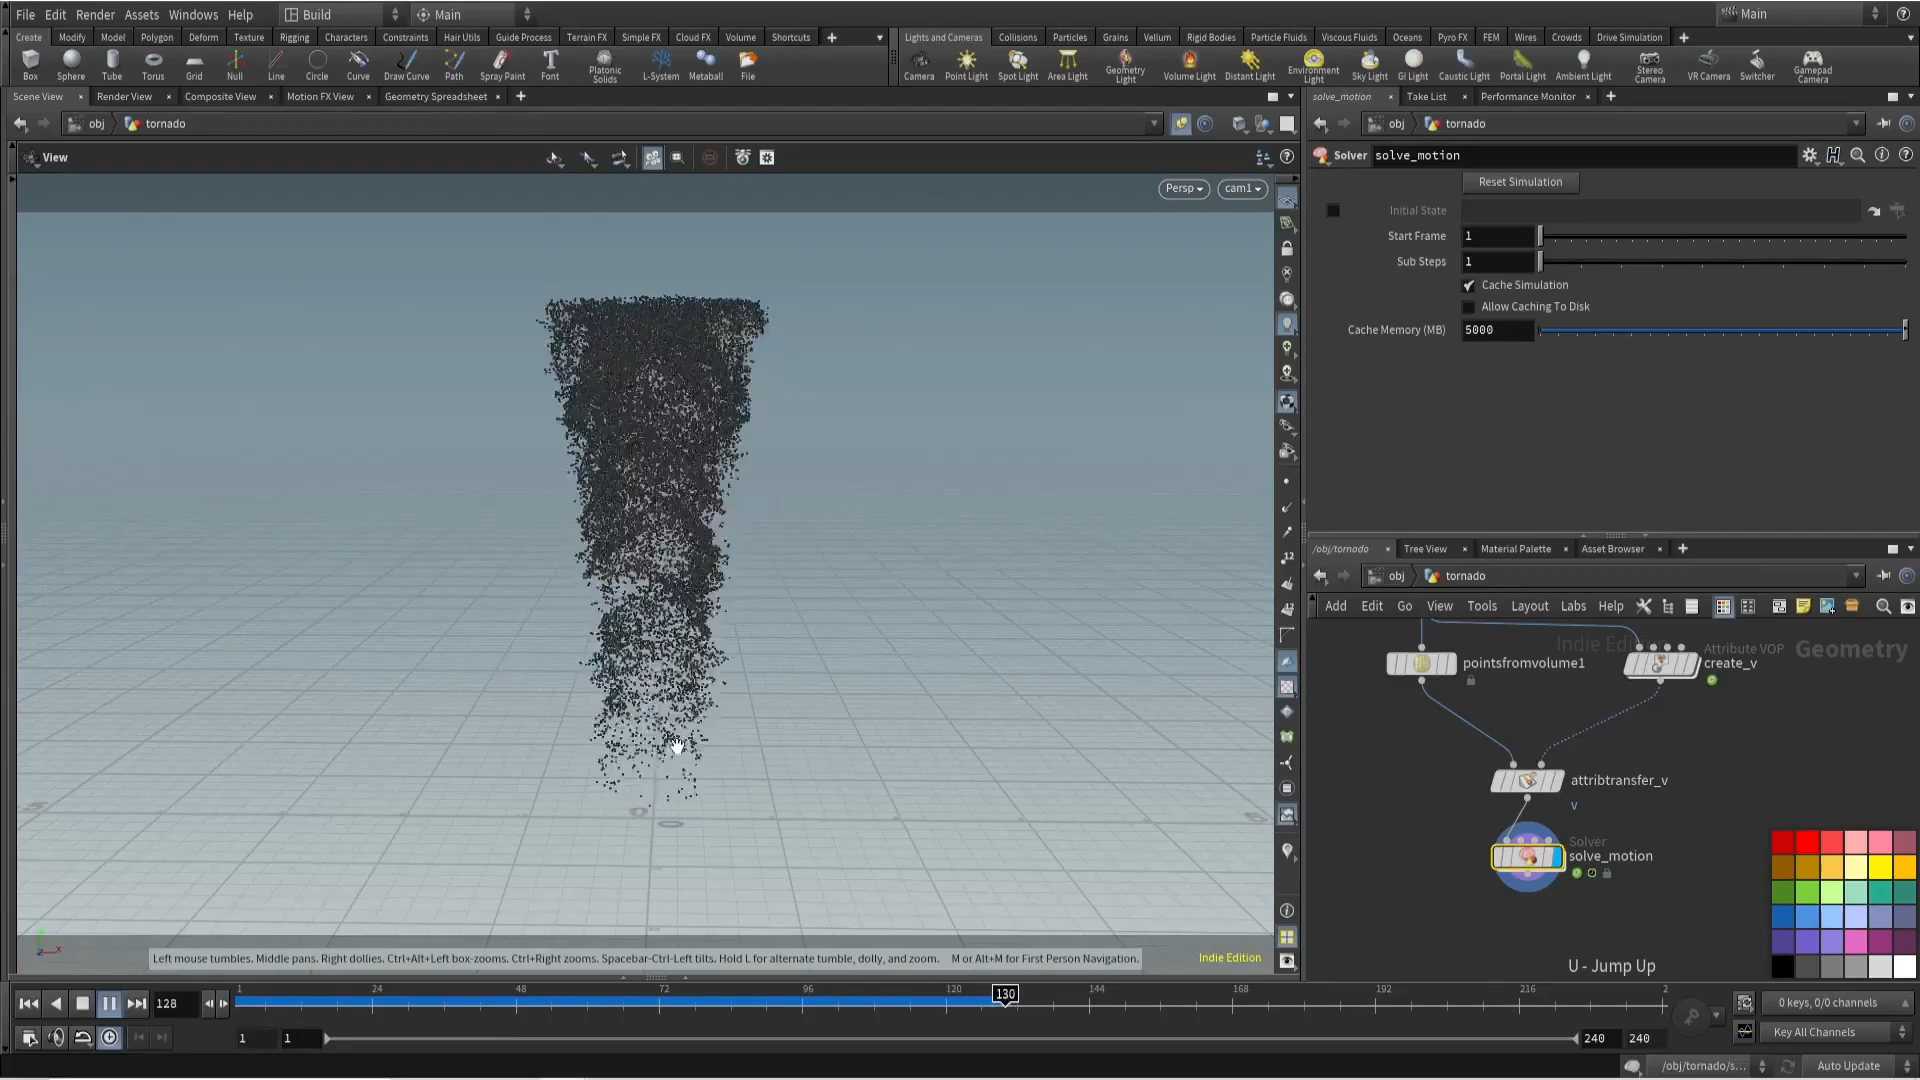 File Edit Render Assets Windows Help Build Main Main
Create Modify Model Polygon Deform Texture Rigging Characters Constraints Hair Utils Guide Process Terrain FX Simple FX Cloud FX Volume Shortcuts
Lights and Cameras Collisions Particles Grains Vellum Rigid Bodies Particle Fluids Viscous Fluids Oceans Pyro FX FEM Wires Crowds Drive Simulation
Box Sphere Tube Torus Grid Null Line Circle Curve Draw Curve Path Spray Paint Font Platonic Solids L-System Metaball File
Camera Point Light Spot Light Area Light Geometry Light Volume Light Distant Light Environment Light Sky Light GI Light Caustic Light Portal Light Ambient Light Stereo Camera VR Camera Switcher Gamepad Camera
Scene View Render View Composite View Motion FX View Geometry Spreadsheet
solve_motion Take List Performance Monitor
obj tornado
obj tornado
View
Solver solve_motion
Persp cam1
Reset Simulation
Initial State
Start Frame 1
Sub Steps 1
Cache Simulation
Allow Caching To Disk
Cache Memory (MB) 5000
/obj/tornado Tree View Material Palette Asset Browser
obj tornado
Add Edit Go View Tools Layout Labs Help
Geometry
Attribute VOP
pointsfromvolume1
create_v
attribtransfer_v
v
Solver
solve_motion
U - Jump Up
Left mouse tumbles. Middle pans. Right dollies. Ctrl+Alt+Left box-zooms. Ctrl+Right zooms. Spacebar-Ctrl-Left tilts. Hold L for alternate tumble, dolly, and zoom. M or Alt+M for First Person Navigation.
Indie Edition
128
1 24 48 72 96 120 130 144 168 192 216 2
0 keys, 0/0 channels
1 1 240 240
Key All Channels
/obj/tornado/s... Auto Update